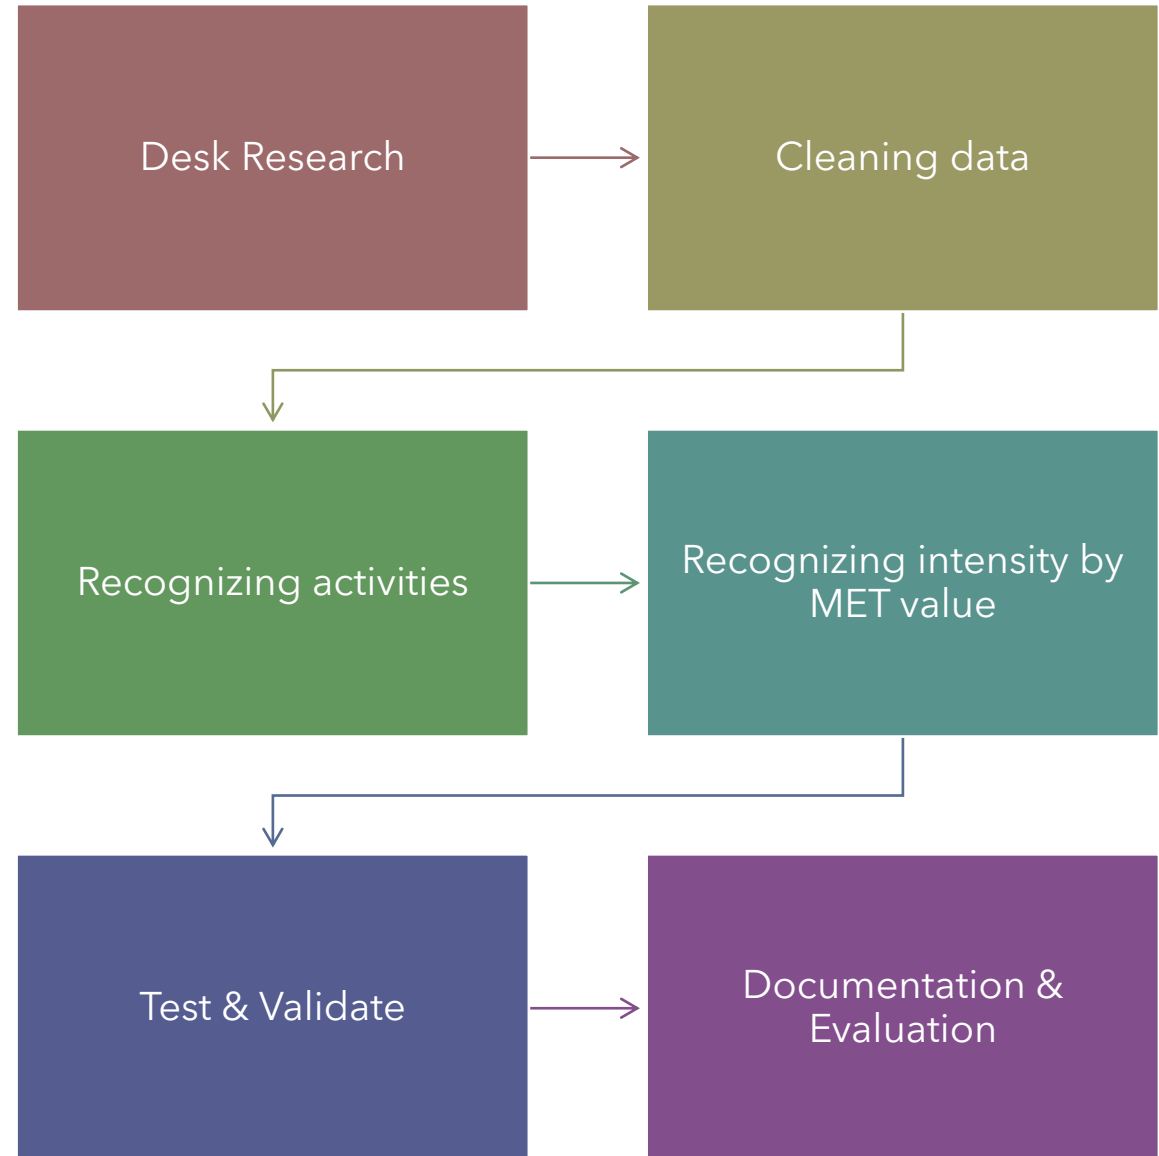 Desk Research
Cleaning data
Recognizing activities
Recognizing intensity by
MET value
Test & Validate
Documentation &
Evaluation